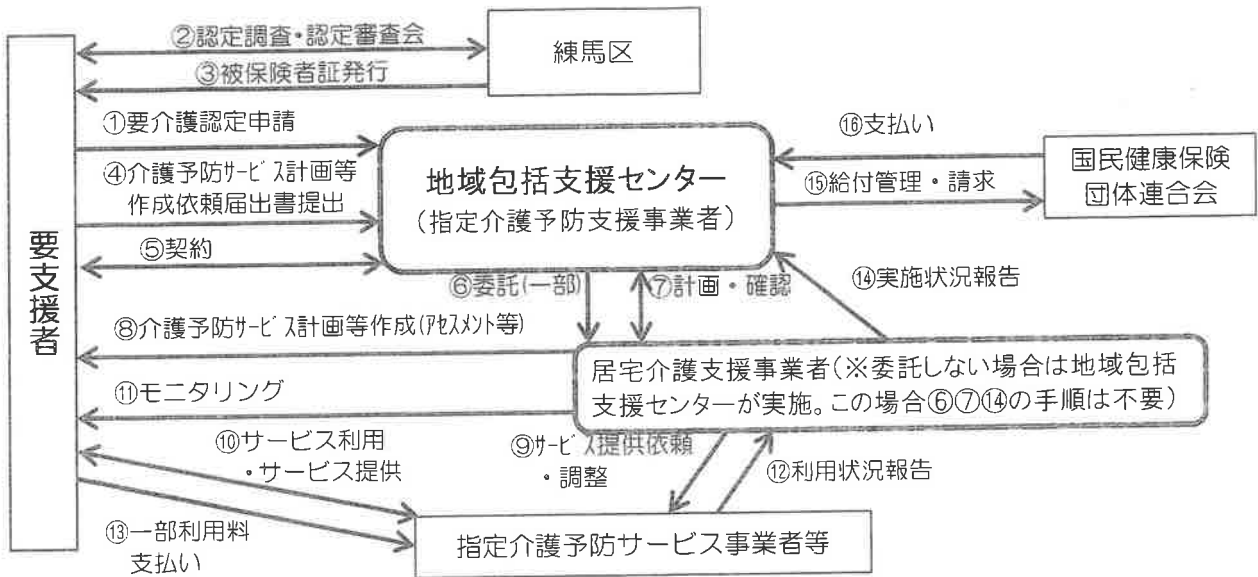 ②認定調査・認定審査会
練馬区
③被保険者証発行
①要介護認定申請
⑯支払い
④介護予防サービス計画等
作成依頼届出書提出
地域包括支援センター
(指定介護予防支援事業者)
⑮給付管理・請求
国民健康保険
団体連合会
⑤契約
要支援者
⑥委託(一部)
⑦計画・確認
⑭実施状況報告
⑧介護予防サービス計画等作成(アセスメント等)
居宅介護支援事業者(※委託しない場合は地域包括
支援センターが実施。この場合⑥⑦⑭の手順は不要)
⑪モニタリング
⑩サービス利用
・サービス提供
⑨サービス提供依頼
・調整
⑫利用状況報告
⑬一部利用料
支払い
指定介護予防サービス事業者等